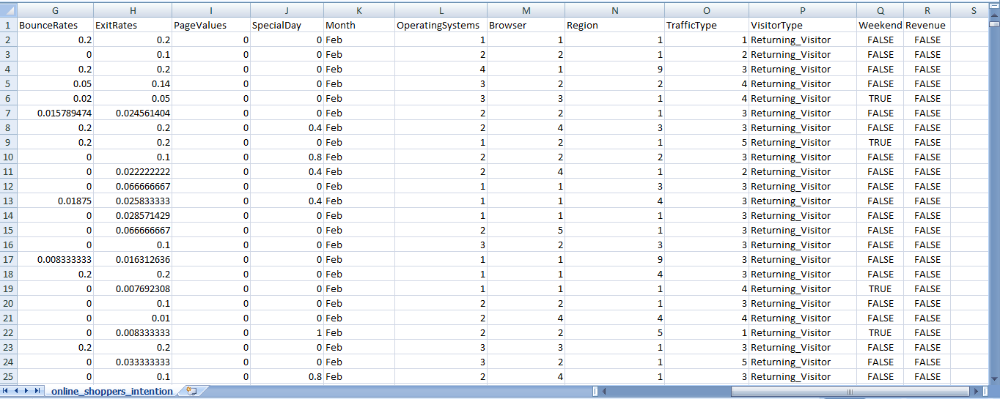 G H I J K L M N O P Q R S
1 BounceRates ExitRates PageValues SpecialDay Month OperatingSystems Browser Region TrafficType VisitorType Weekend Revenue
2 0.2 0.2 0 0 Feb 1 1 1 1 Returning_Visitor FALSE FALSE
3 0 0.1 0 0 Feb 2 2 1 2 Returning_Visitor FALSE FALSE
4 0.2 0.2 0 0 Feb 4 1 9 3 Returning_Visitor FALSE FALSE
5 0.05 0.14 0 0 Feb 3 2 2 4 Returning_Visitor FALSE FALSE
6 0.02 0.05 0 0 Feb 3 3 1 4 Returning_Visitor TRUE FALSE
7 0.015789474 0.024561404 0 0 Feb 2 2 1 3 Returning_Visitor FALSE FALSE
8 0.2 0.2 0 0.4 Feb 2 4 3 3 Returning_Visitor FALSE FALSE
9 0.2 0.2 0 0 Feb 1 2 1 5 Returning_Visitor TRUE FALSE
10 0 0.1 0 0.8 Feb 2 2 2 3 Returning_Visitor FALSE FALSE
11 0 0.022222222 0 0.4 Feb 2 4 1 2 Returning_Visitor FALSE FALSE
12 0 0.066666667 0 0 Feb 1 1 3 3 Returning_Visitor FALSE FALSE
13 0.01875 0.025833333 0 0.4 Feb 1 1 4 3 Returning_Visitor FALSE FALSE
14 0 0.028571429 0 0 Feb 1 1 1 3 Returning_Visitor FALSE FALSE
15 0 0.066666667 0 0 Feb 2 5 1 3 Returning_Visitor FALSE FALSE
16 0 0.1 0 0 Feb 3 2 3 3 Returning_Visitor FALSE FALSE
17 0.008333333 0.016312636 0 0 Feb 1 1 9 3 Returning_Visitor FALSE FALSE
18 0.2 0.2 0 0 Feb 1 1 4 3 Returning_Visitor FALSE FALSE
19 0 0.007692308 0 0 Feb 1 1 1 4 Returning_Visitor TRUE FALSE
20 0 0.1 0 0 Feb 2 2 1 3 Returning_Visitor FALSE FALSE
21 0 0.01 0 0 Feb 2 4 4 4 Returning_Visitor FALSE FALSE
22 0 0.008333333 0 1 Feb 2 2 5 1 Returning_Visitor TRUE FALSE
23 0.2 0.2 0 0 Feb 3 3 1 3 Returning_Visitor FALSE FALSE
24 0 0.033333333 0 0 Feb 3 2 1 5 Returning_Visitor FALSE FALSE
25 0 0.1 0 0.8 Feb 2 4 1 3 Returning_Visitor FALSE FALSE
online_shoppers_intention